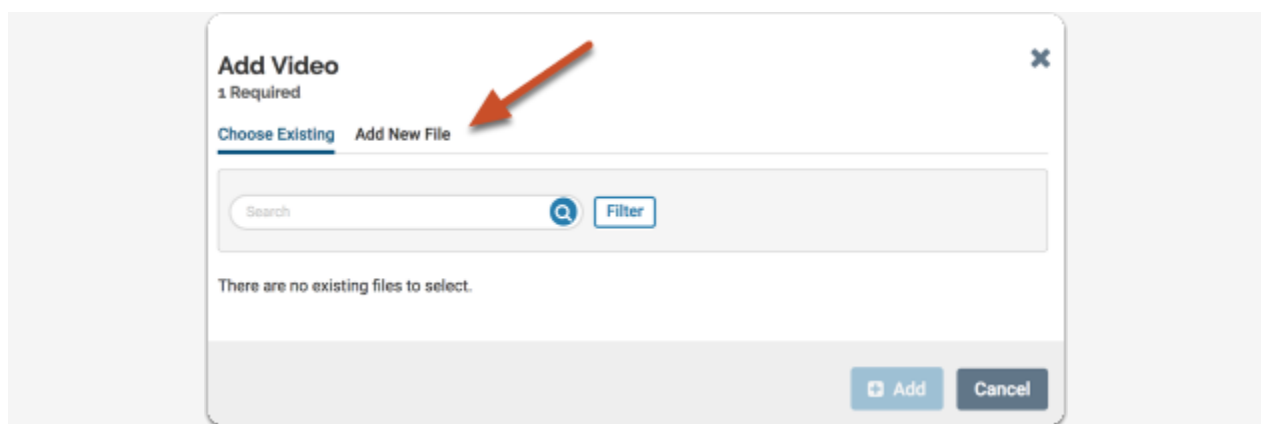 Add Video
1 Required
Choose Existing Add New File
Search Filter
There are no existing files to select.
Add Cancel